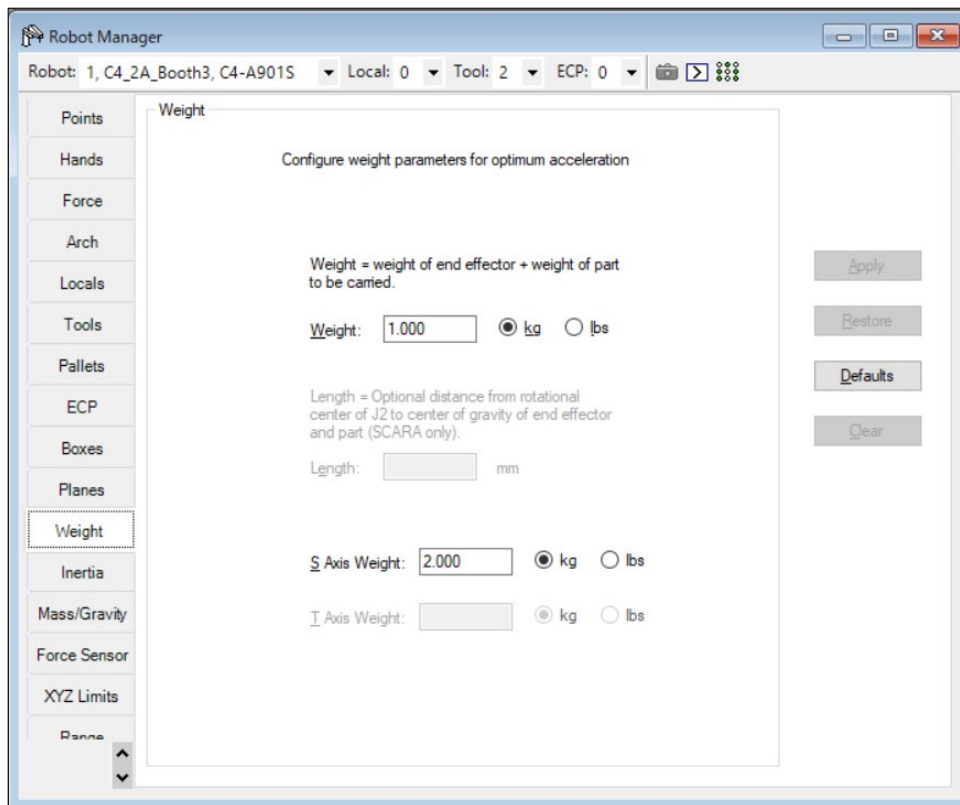 Robot Manager
Robot: 1, C4_2A_Booth3, C4-A901S Local: 0 Tool: 2 ECP: 0
Points
Hands
Force
Arch
Locals
Tools
Pallets
ECP
Boxes
Planes
Weight
Inertia
Mass/Gravity
Force Sensor
XYZ Limits
Range
Weight
Configure weight parameters for optimum acceleration
Weight = weight of end effector + weight of part
to be carried.
Weight: 1.000 kg lbs
Length = Optional distance from rotational
center of J2 to center of gravity of end effector
and part (SCARA only).
Length: mm
S Axis Weight: 2.000 kg lbs
T Axis Weight: kg lbs
Apply
Restore
Defaults
Clear